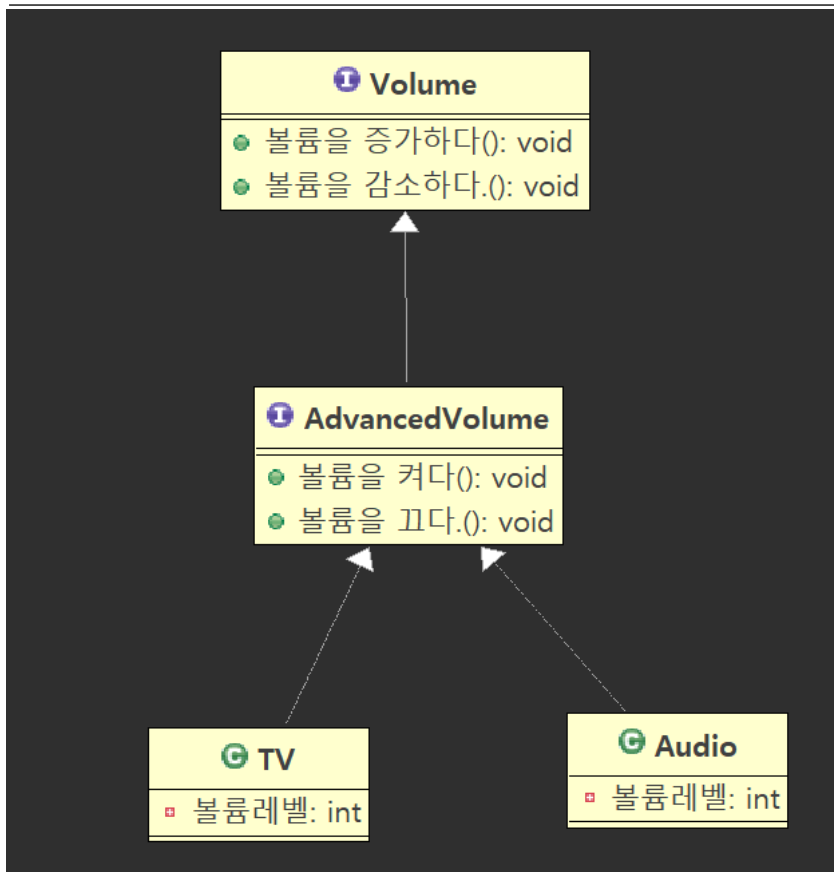 Volume
볼륨을 증가하다(): void
볼륨을 감소하다.(): void
AdvancedVolume
볼륨을 켜다(): void
볼륨을 끄다.(): void
TV
볼륨레벨: int
Audio
볼륨레벨: int